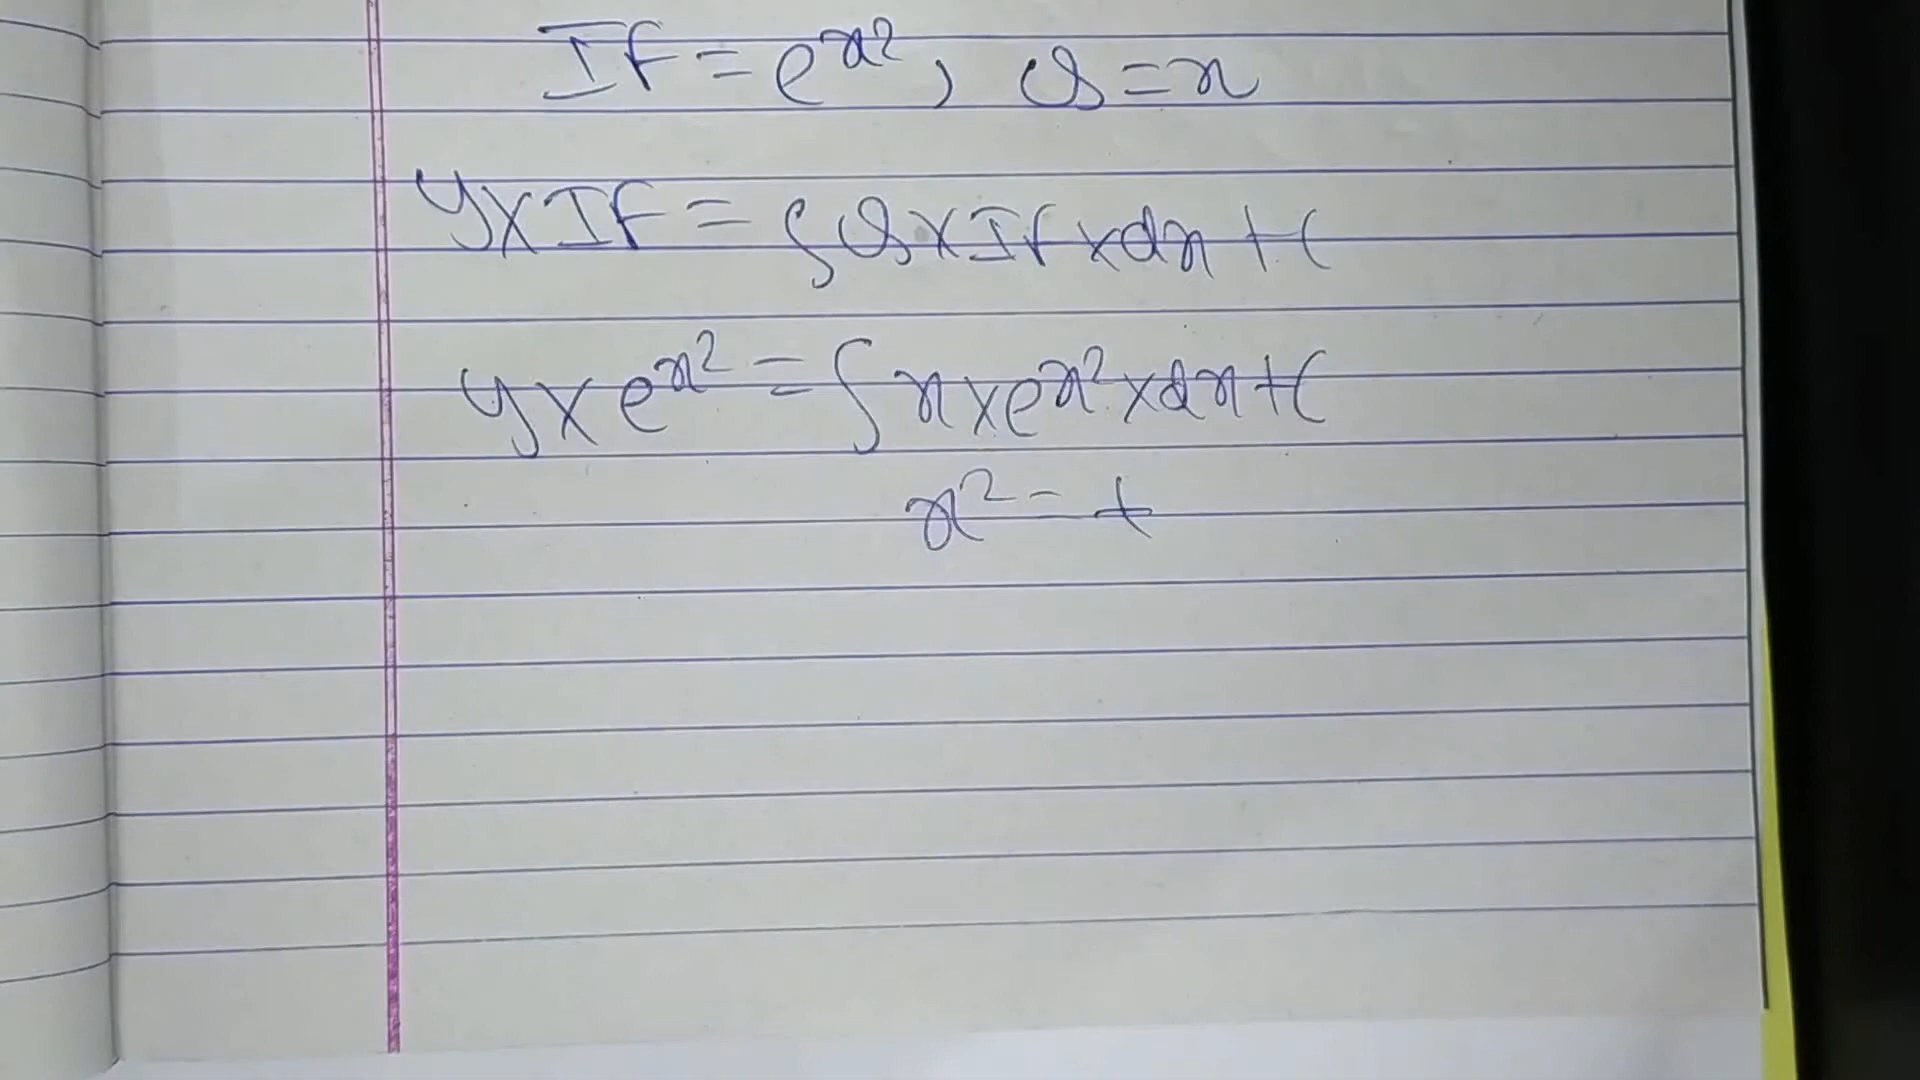 IF = e^x², Q = x
y×IF = ∫Q×IF×dx+C
y×e^x² = ∫x×e^x²×dx+C
x² = t